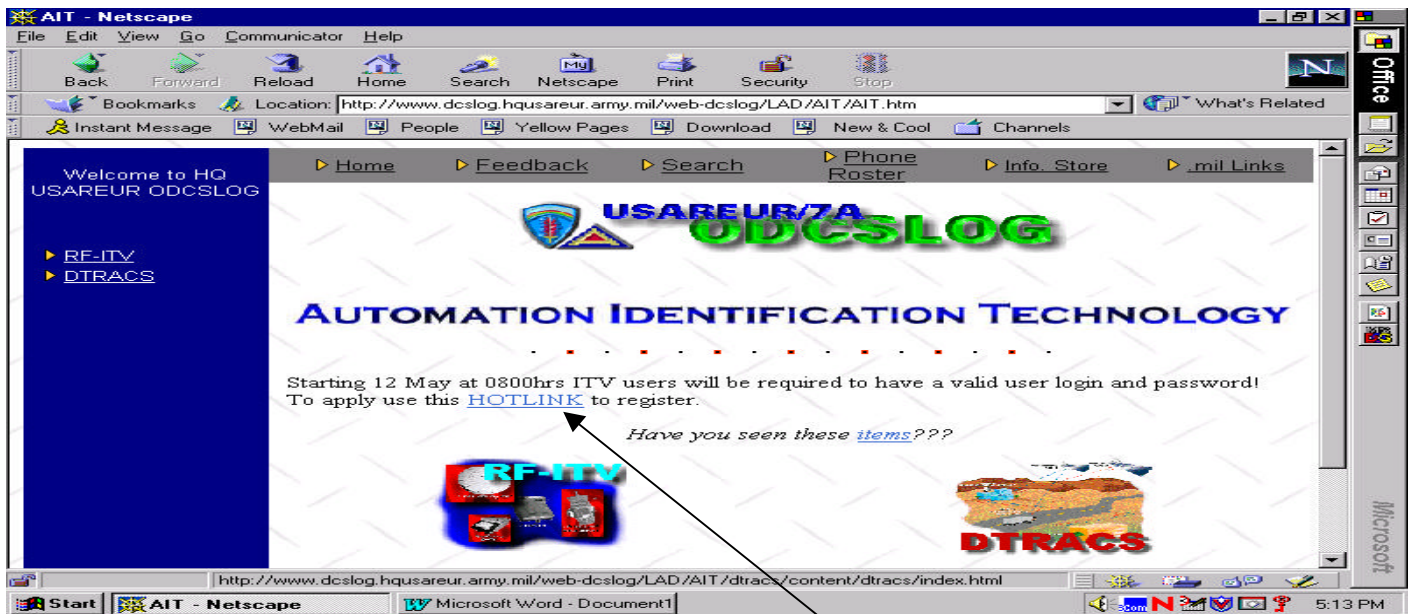 AIT - Netscape
File Edit View Go Communicator Help
Back Forward Reload Home Search Netscape Print Security Stop
My
N
Office
Bookmarks Location: http://www.dcslog.hqusareur.army.mil/web-dcslog/LAD/AIT/AIT.htm What's Related
Instant Message WebMail People Yellow Pages Download New & Cool Channels
Welcome to HQ
USAREUR ODCSLOG
RF-ITV
DTRACS
Home Feedback Search Phone Roster Info. Store .mil Links
USAREUR/7A
ODCSLOG
AUTOMATION IDENTIFICATION TECHNOLOGY
Starting 12 May at 0800hrs ITV users will be required to have a valid user login and password!
To apply use this HOTLINK to register.
Have you seen these items???
RF-ITV
DTRACS
Microsoft
http://www.dcslog.hqusareur.army.mil/web-dcslog/LAD/AIT/dtracs/content/dtracs/index.html
Start AIT - Netscape Microsoft Word - Document1 3com N 5:13 PM